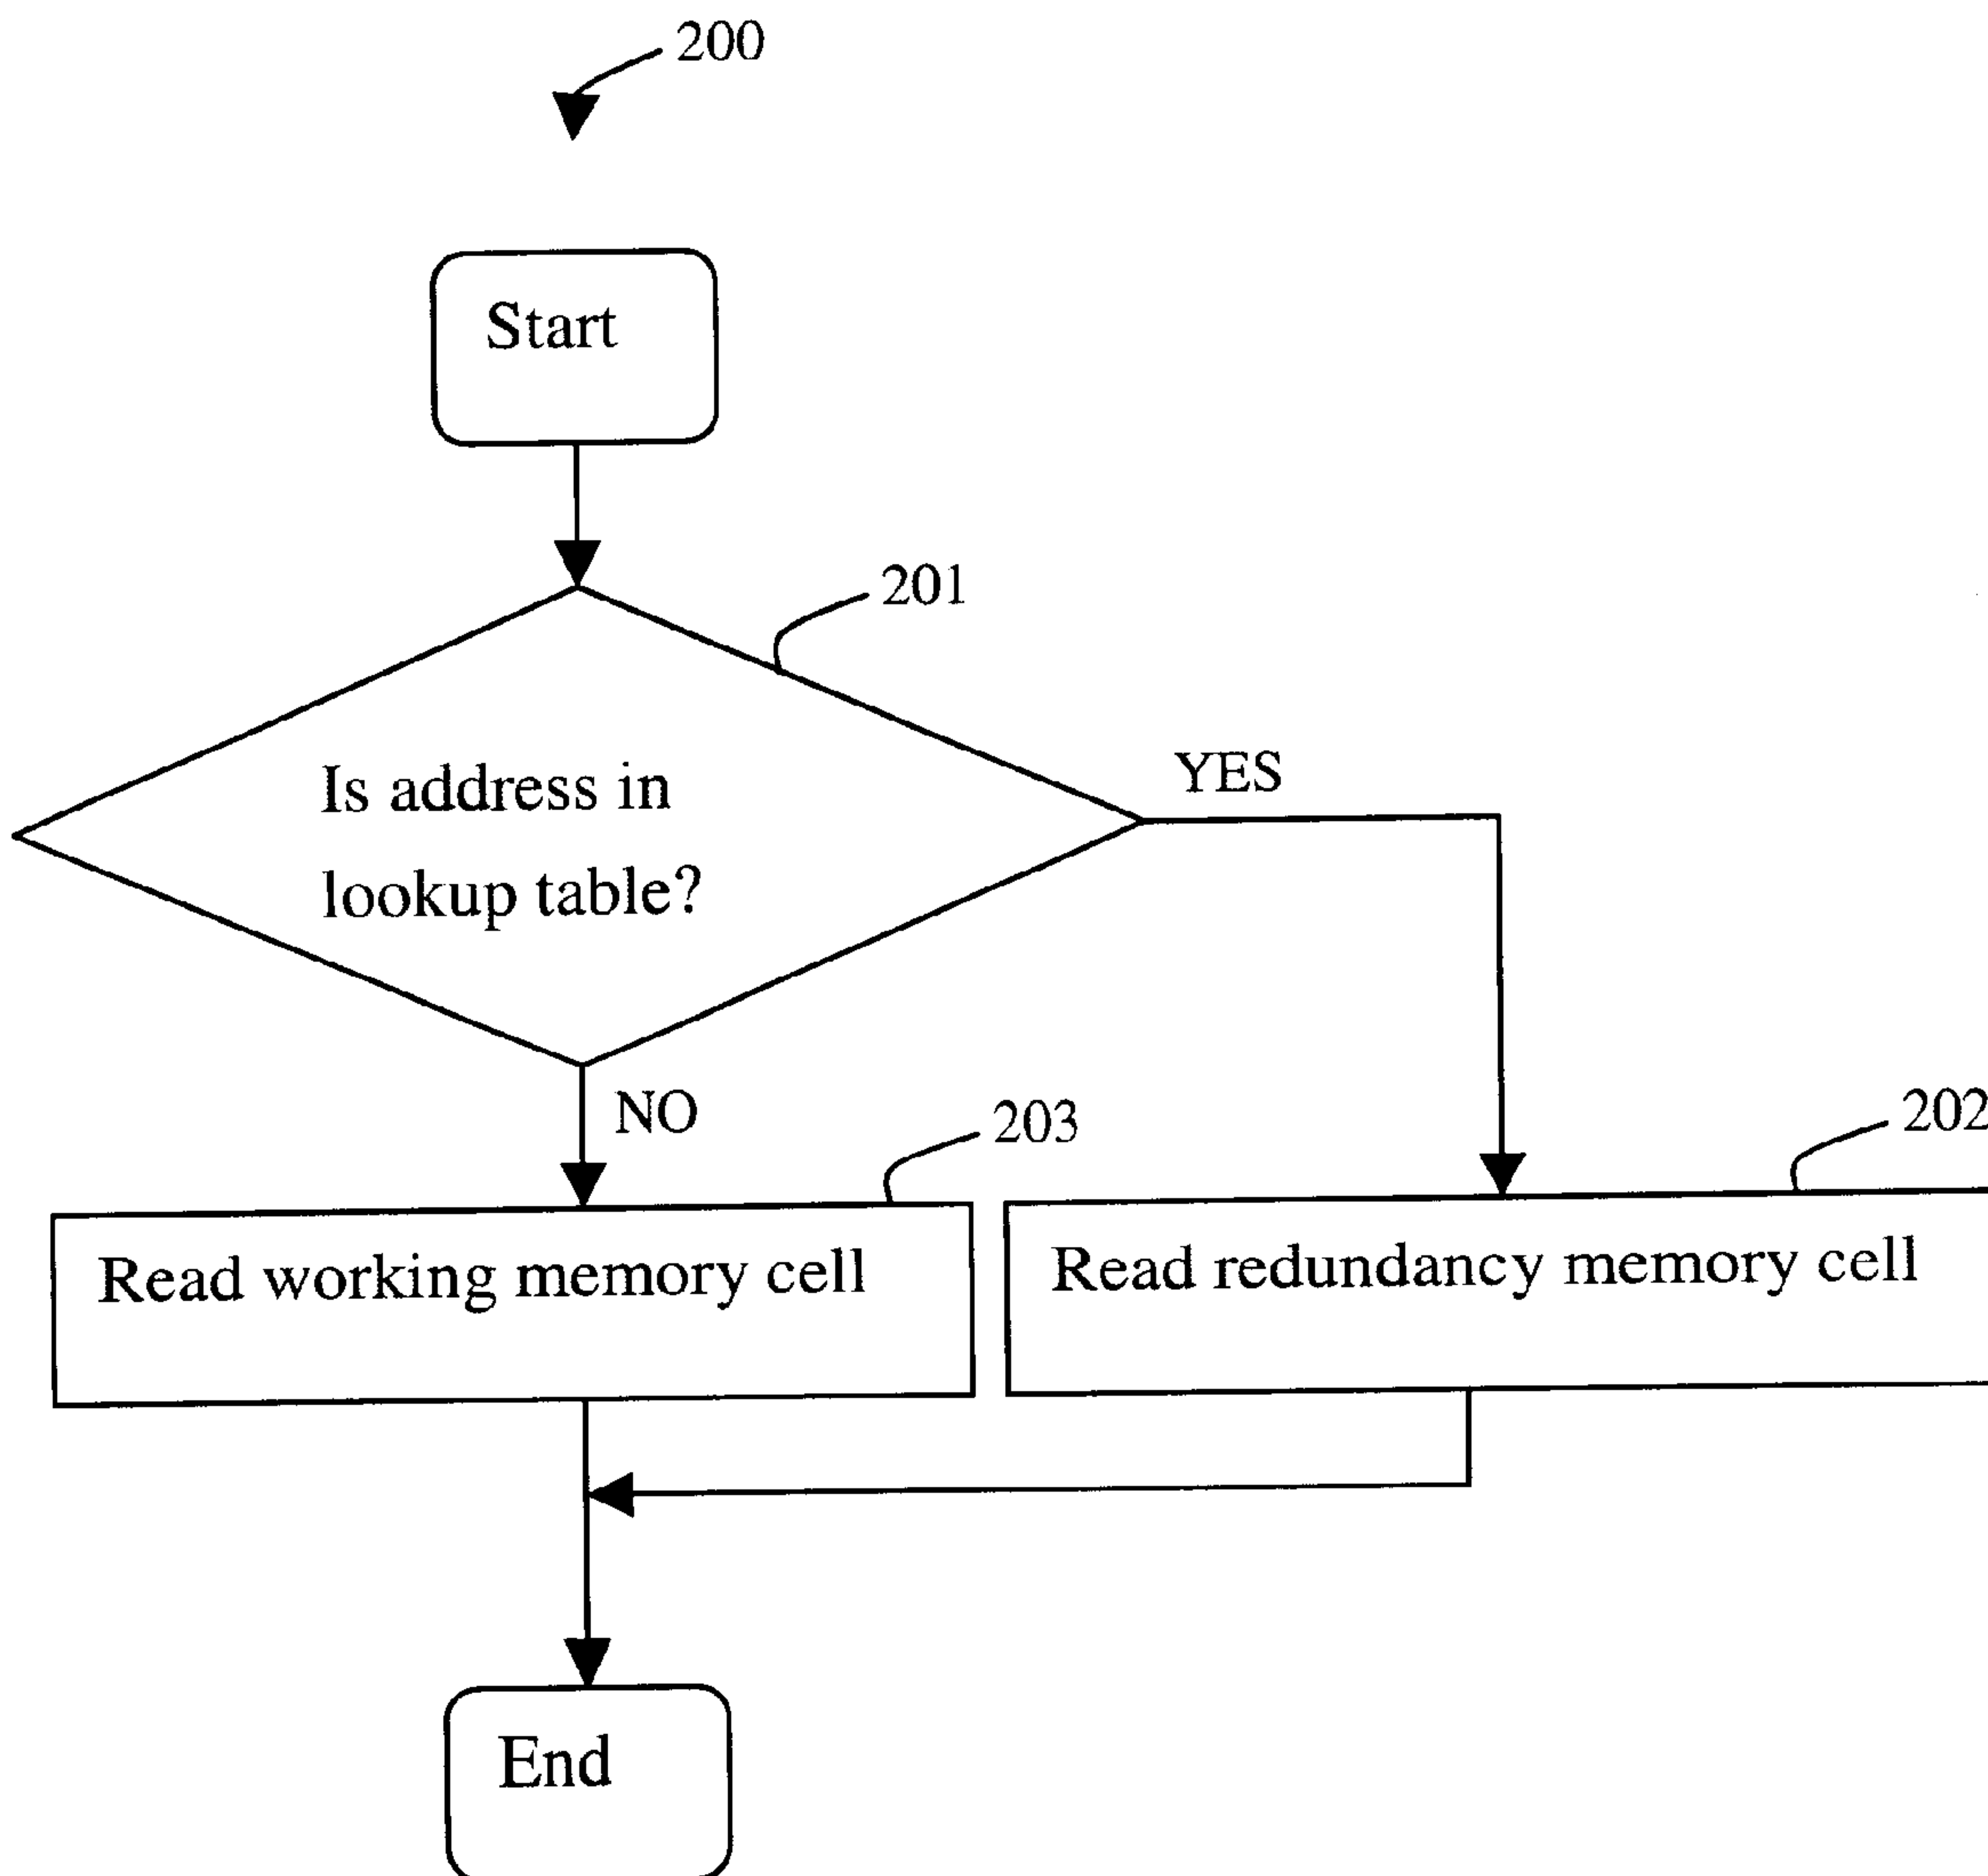 200
Start
201
Is address in
lookup table?
YES
NO
203
202
Read working memory cell
Read redundancy memory cell
End